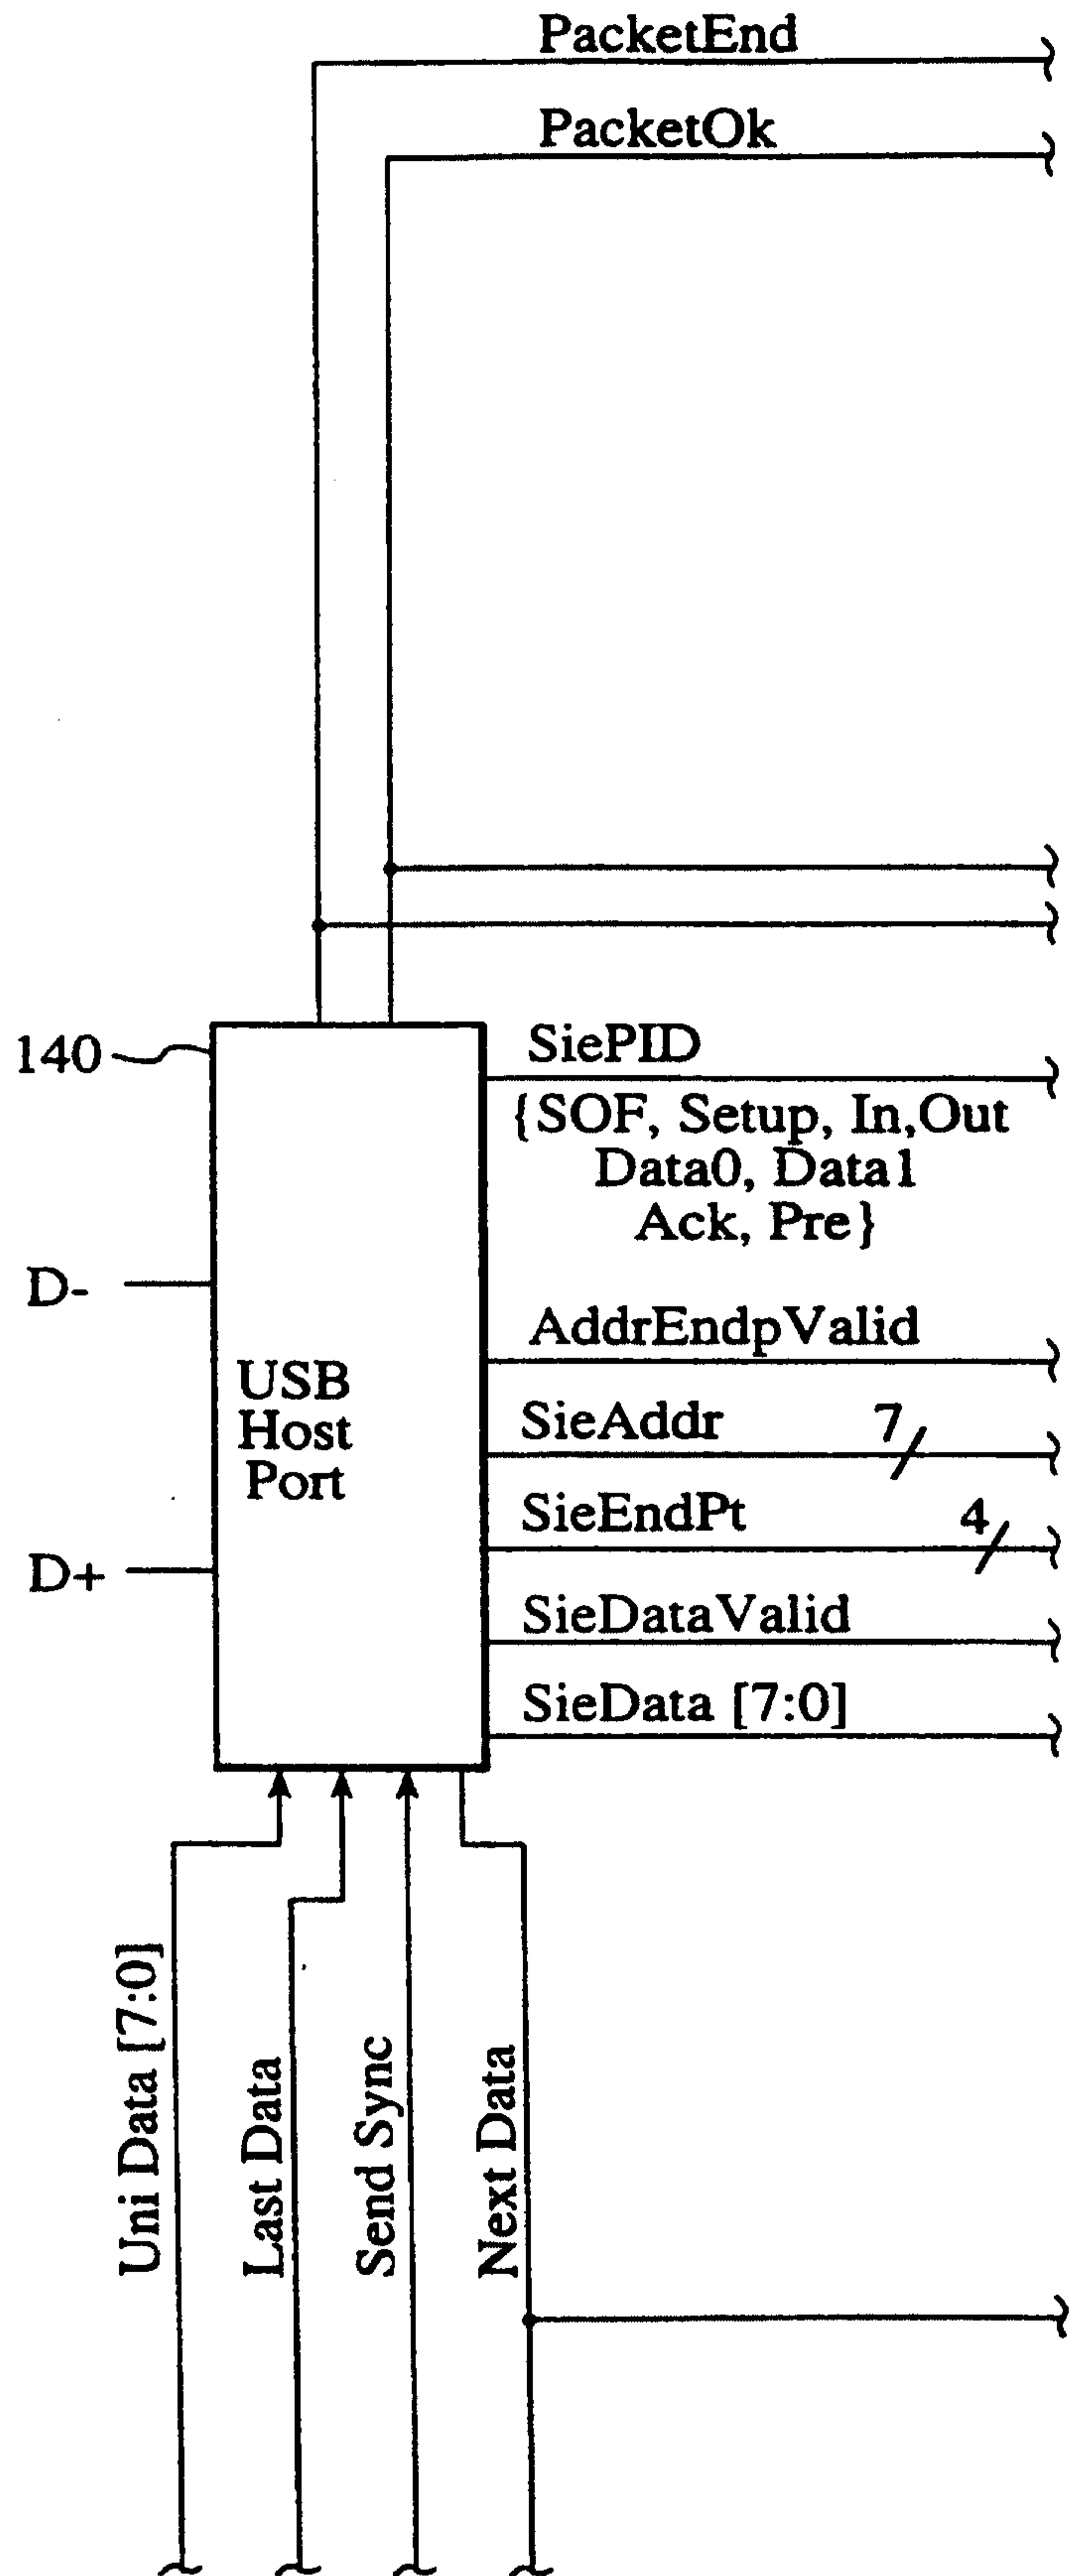 PacketEnd
PacketOk
140
SiePID
{SOF, Setup, In,Out
Data0, Data1
Ack, Pre}
D-
AddrEndpValid
USB
Host
Port
SieAddr
7
SieEndPt
4
D+
SieDataValid
SieData [7:0]
Uni Data [7:0]
Last Data
Send Sync
Next Data